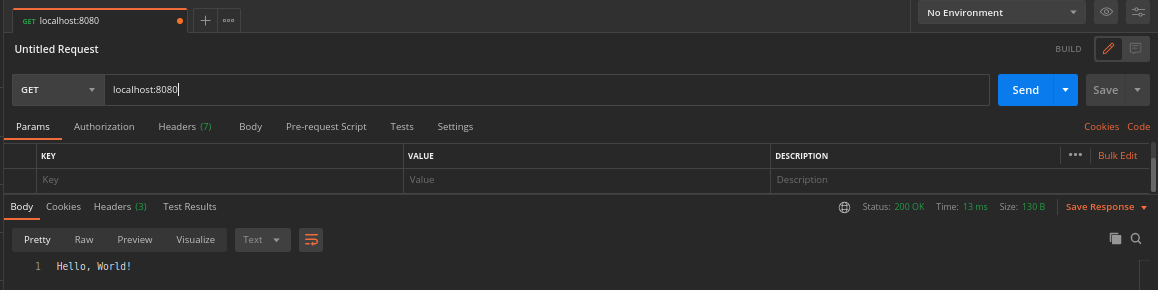 GET localhost:8080
No Environment
Untitled Request
BUILD
GET localhost:8080 Send Save
Params Authorization Headers (7) Body Pre-request Script Tests Settings Cookies Code
KEY VALUE DESCRIPTION ••• Bulk Edit
Key Value Description
Body Cookies Headers (3) Test Results Status: 200 OK Time: 13 ms Size: 130 B Save Response
Pretty Raw Preview Visualize Text
1 Hello, World!